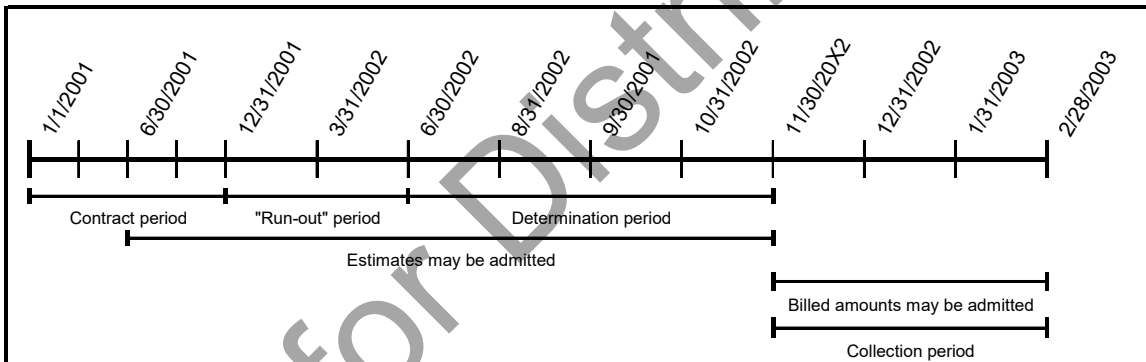 1/1/2001
6/30/2001
12/31/2001
3/31/2002
6/30/2002
8/31/2002
9/30/2001
10/31/2002
11/30/20X2
12/31/2002
1/31/2003
2/28/2003
Contract period
"Run-out" period
Determination period
Estimates may be admitted
Billed amounts may be admitted
Collection period
for Distri